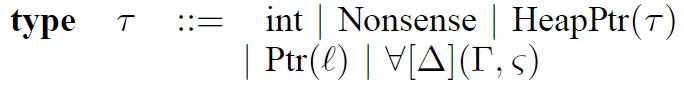 type τ ::= int | Nonsense | HeapPtr(τ)
| Ptr(ℓ) | ∀[Δ](Γ, ς)